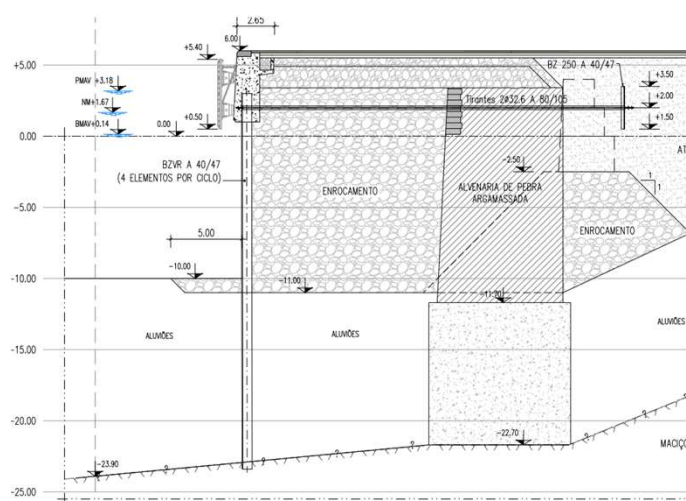 2.65
+5.40
6.00
+5.00
BZ 250 A 40/47
PMAV +3.18
+3.50
Tirantes 2ø32.6 A 80/105
+2.00
NM+1.67
+0.50
+1.50
BMAV+0.14
0.00
0.00
AT
BZVR A 40/47
(4 ELEMENTOS POR CICLO)
-2.50
1
1
ENROCAMENTO
ALVENARIA DE PEDRA
ARGAMASSADA
-5.00
5.00
ENROCAMENTO
-10.00
-10.00
-11.00
ALUVIÕES
ALUVIÕES
ALUVIÕES
-15.00
-20.00
-22.70
MACIÇO
-23.90
-25.00